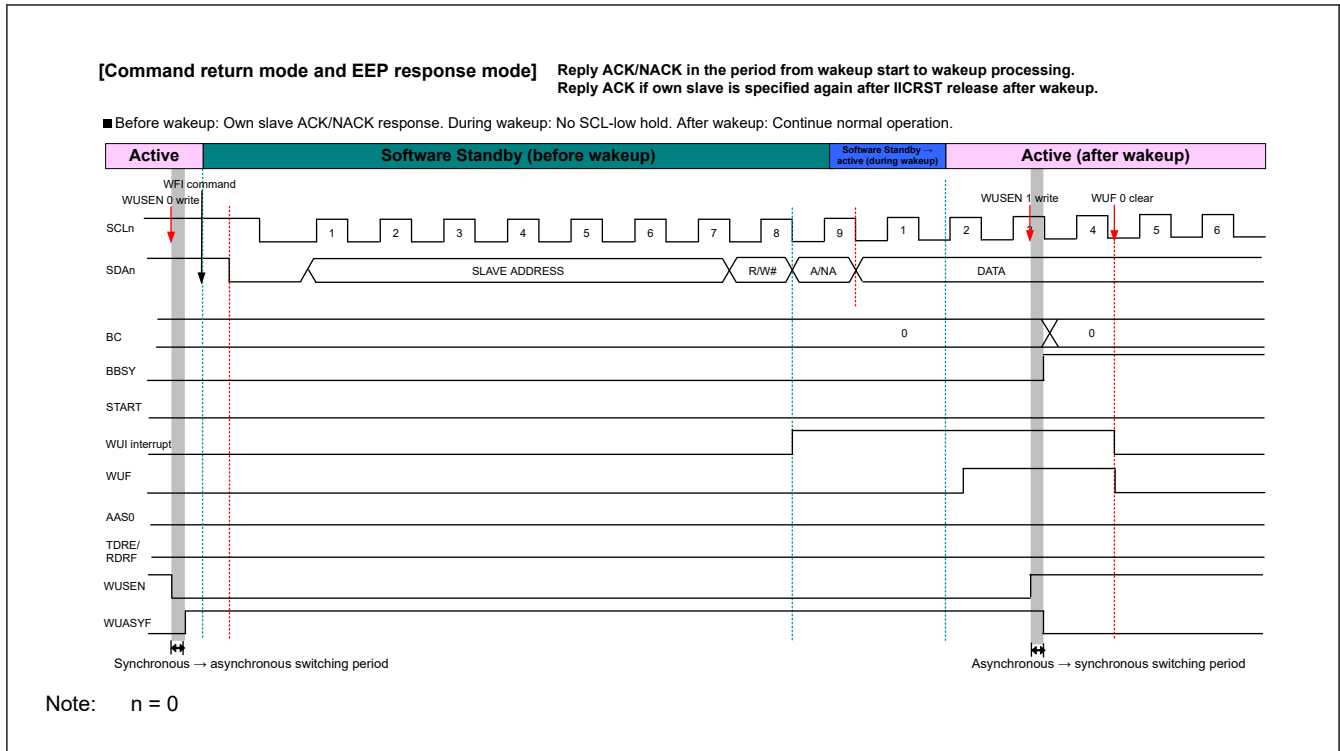 [Command return mode and EEP response mode] Reply ACK/NACK in the period from wakeup start to wakeup processing.
Reply ACK if own slave is specified again after IICRST release after wakeup.
■ Before wakeup: Own slave ACK/NACK response. During wakeup: No SCL-low hold. After wakeup: Continue normal operation.
Active Software Standby (before wakeup) Software Standby → active (during wakeup) Active (after wakeup)
WFI command
WUSEN 0 write WUSEN 1 write WUF 0 clear
SCLn 1 2 3 4 5 6 7 8 9 1 2 3 4 5 6
SDAn SLAVE ADDRESS R/W# A/NA DATA
BC 0 0
BBSY
START
WUI interrupt
WUF
AAS0
TDRE/
RDRF
WUSEN
WUASYF
Synchronous → asynchronous switching period Asynchronous → synchronous switching period
Note: n = 0